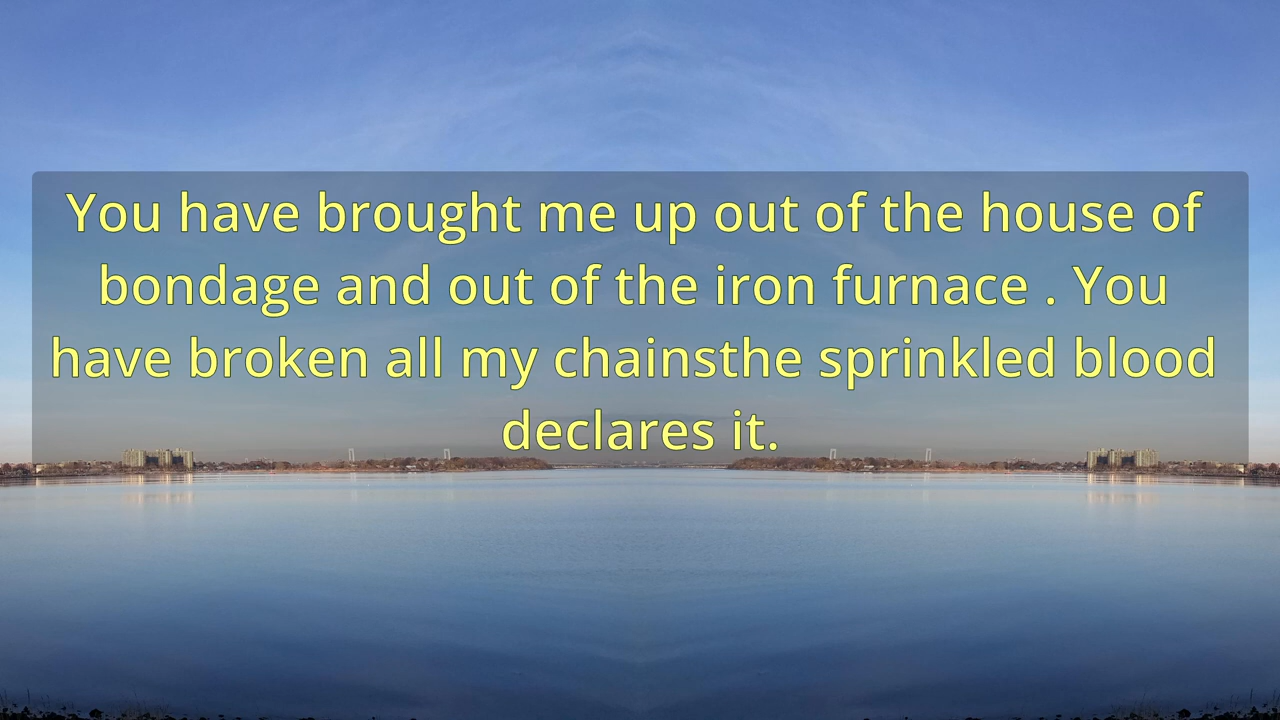 You have brought me up out of the house of
bondage and out of the iron furnace . You
have broken all my chainsthe sprinkled blood
declares it.